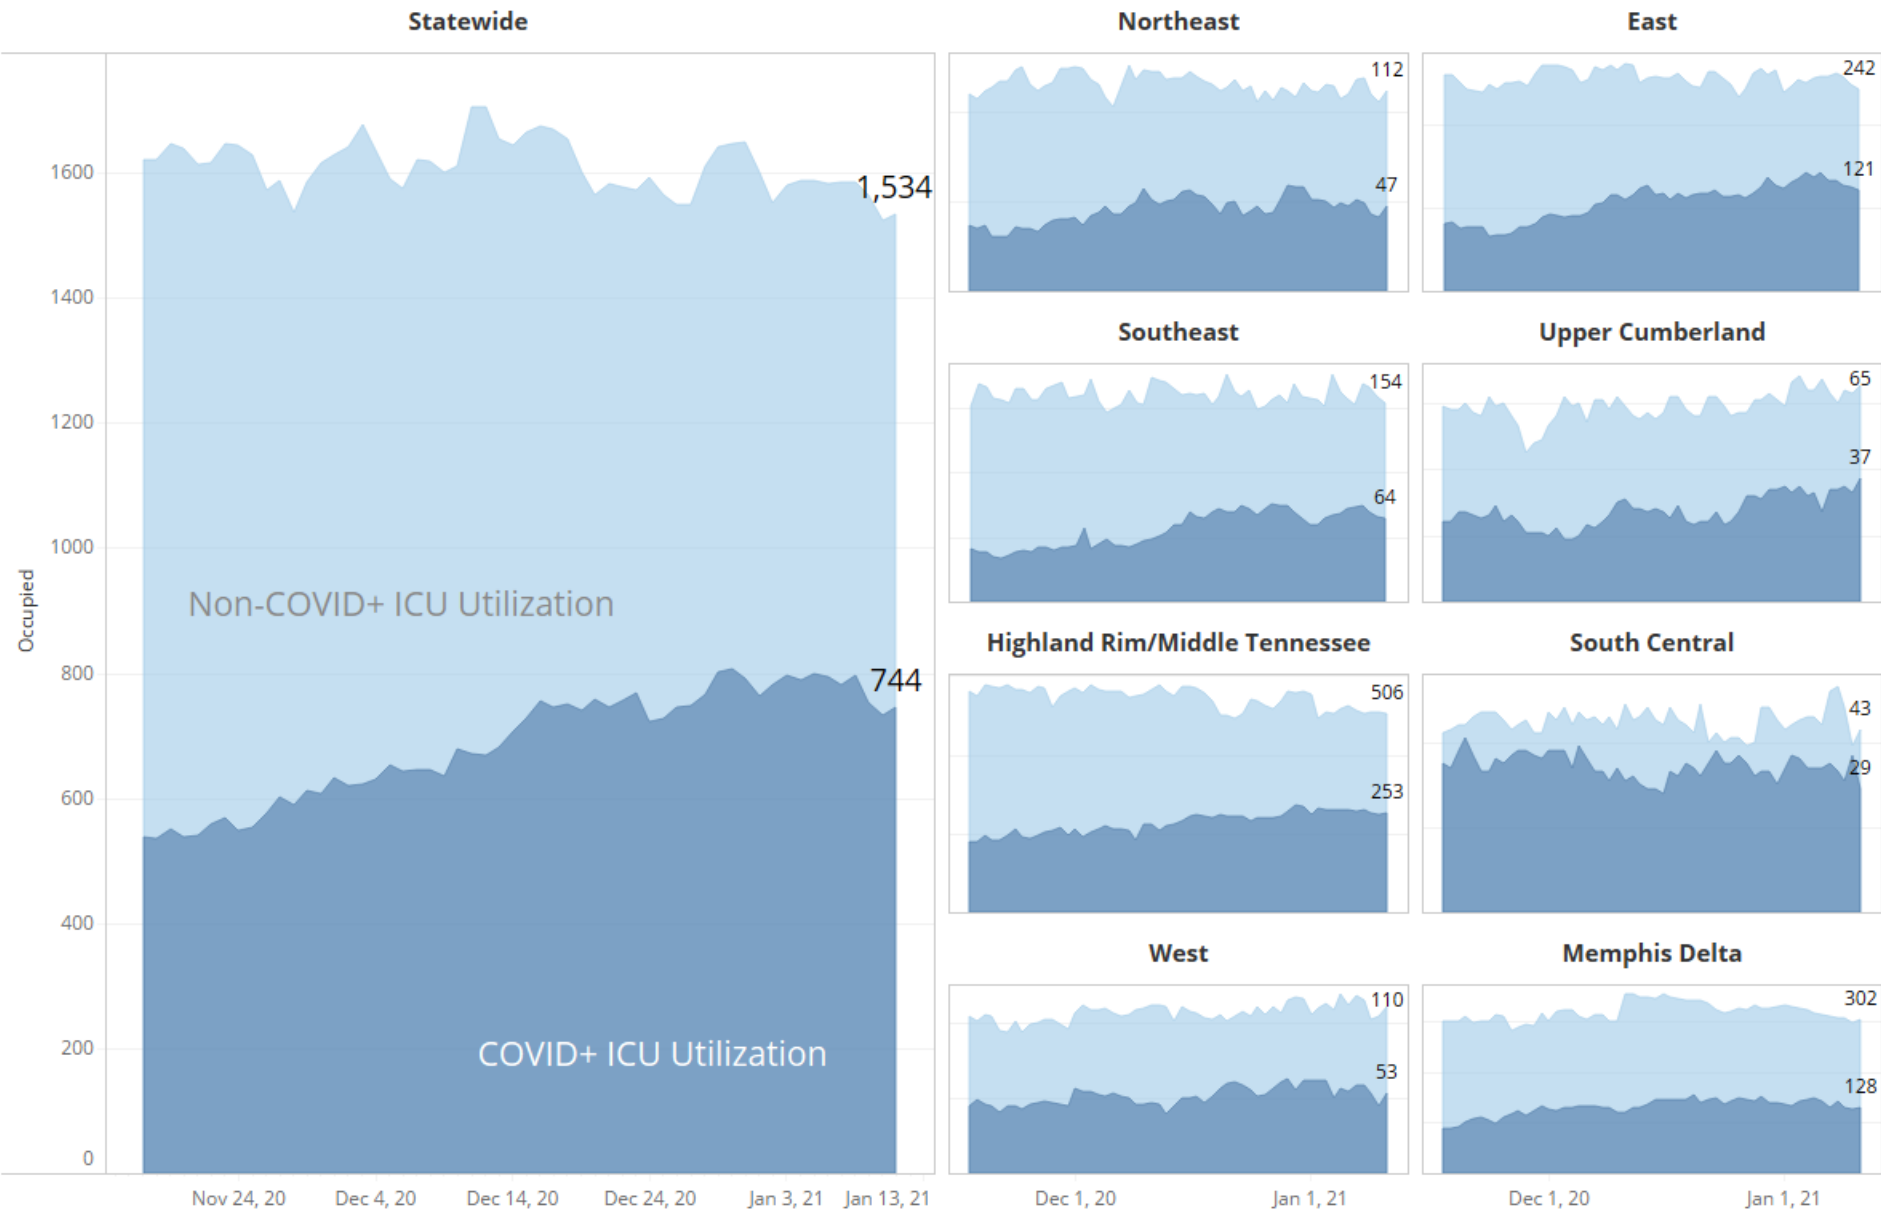 Statewide
Occupied
1600
1400
1200
1000
800
600
400
200
0
1,534
744
Non-COVID+ ICU Utilization
COVID+ ICU Utilization
Nov 24, 20
Dec 4, 20
Dec 14, 20
Dec 24, 20
Jan 3, 21
Jan 13, 21
Northeast
112
47
East
242
121
Southeast
154
64
Upper Cumberland
65
37
Highland Rim/Middle Tennessee
506
253
South Central
43
29
West
110
53
Memphis Delta
302
128
Dec 1, 20
Jan 1, 21
Dec 1, 20
Jan 1, 21